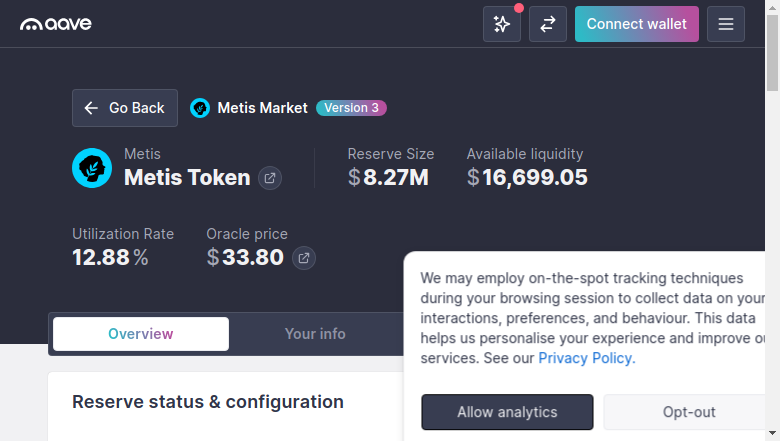 aave
Connect wallet
Go Back
Metis Market
Version 3
Metis
Metis Token
Reserve Size
$8.27M
Available liquidity
$16,699.05
Utilization Rate
12.88%
Oracle price
$33.80
Overview
Your info
Reserve status & configuration
We may employ on-the-spot tracking techniques
during your browsing session to collect data on your
interactions, preferences, and behaviour. This data
helps us personalise your experience and improve
services. See our Privacy Policy.
Allow analytics
Opt-out